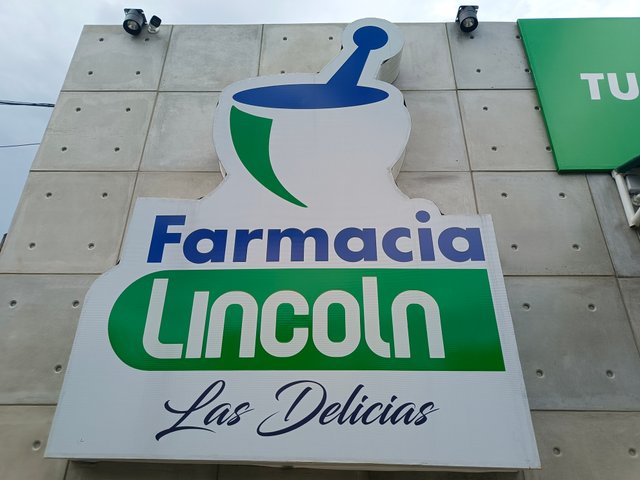 TU
Farmacia
Lincoln
Las Delicias